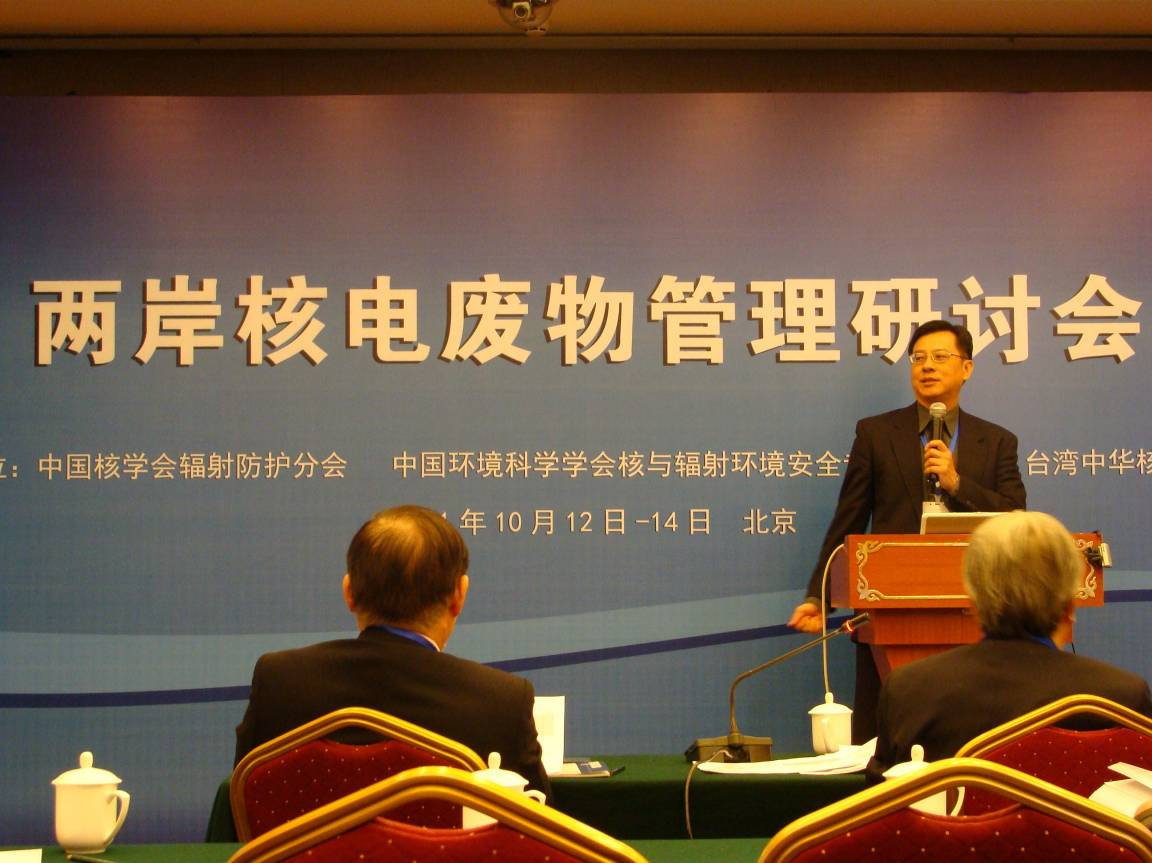 两岸核电废物管理研讨会
位：中国核学会辐射防护分会 中国环境科学学会核与辐射环境安全 台湾中华核
1年10月12日-14日 北京